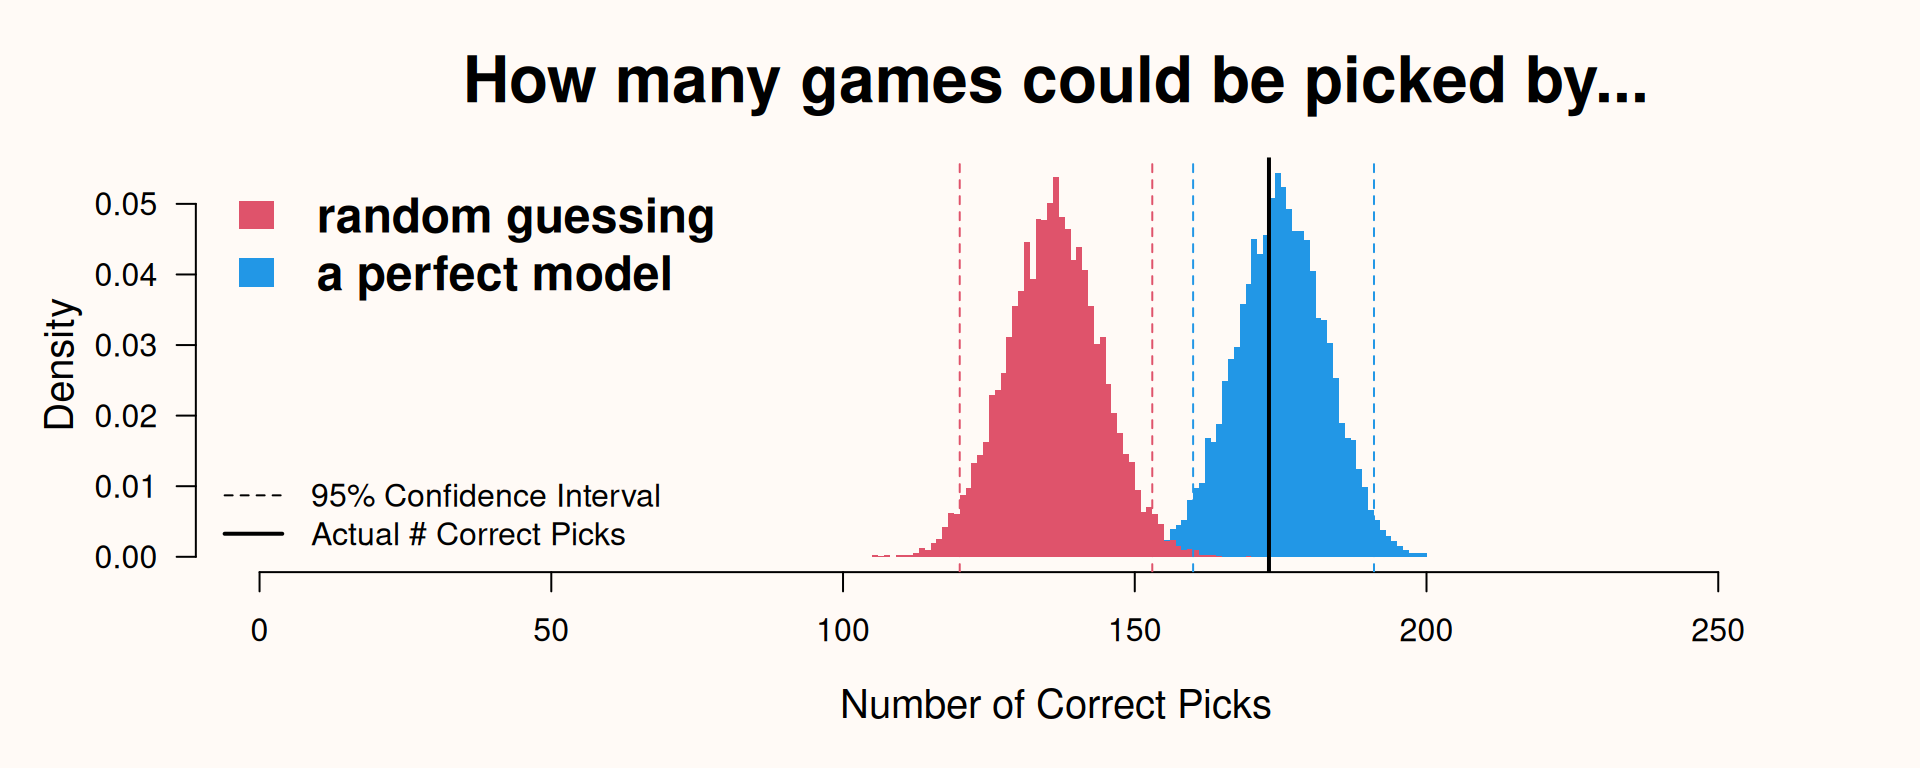 How many games could be picked by...
random guessing
a perfect model
95% Confidence Interval
Actual # Correct Picks
Density
0.05
0.04
0.03
0.02
0.01
0.00
0 50 100 150 200 250
Number of Correct Picks